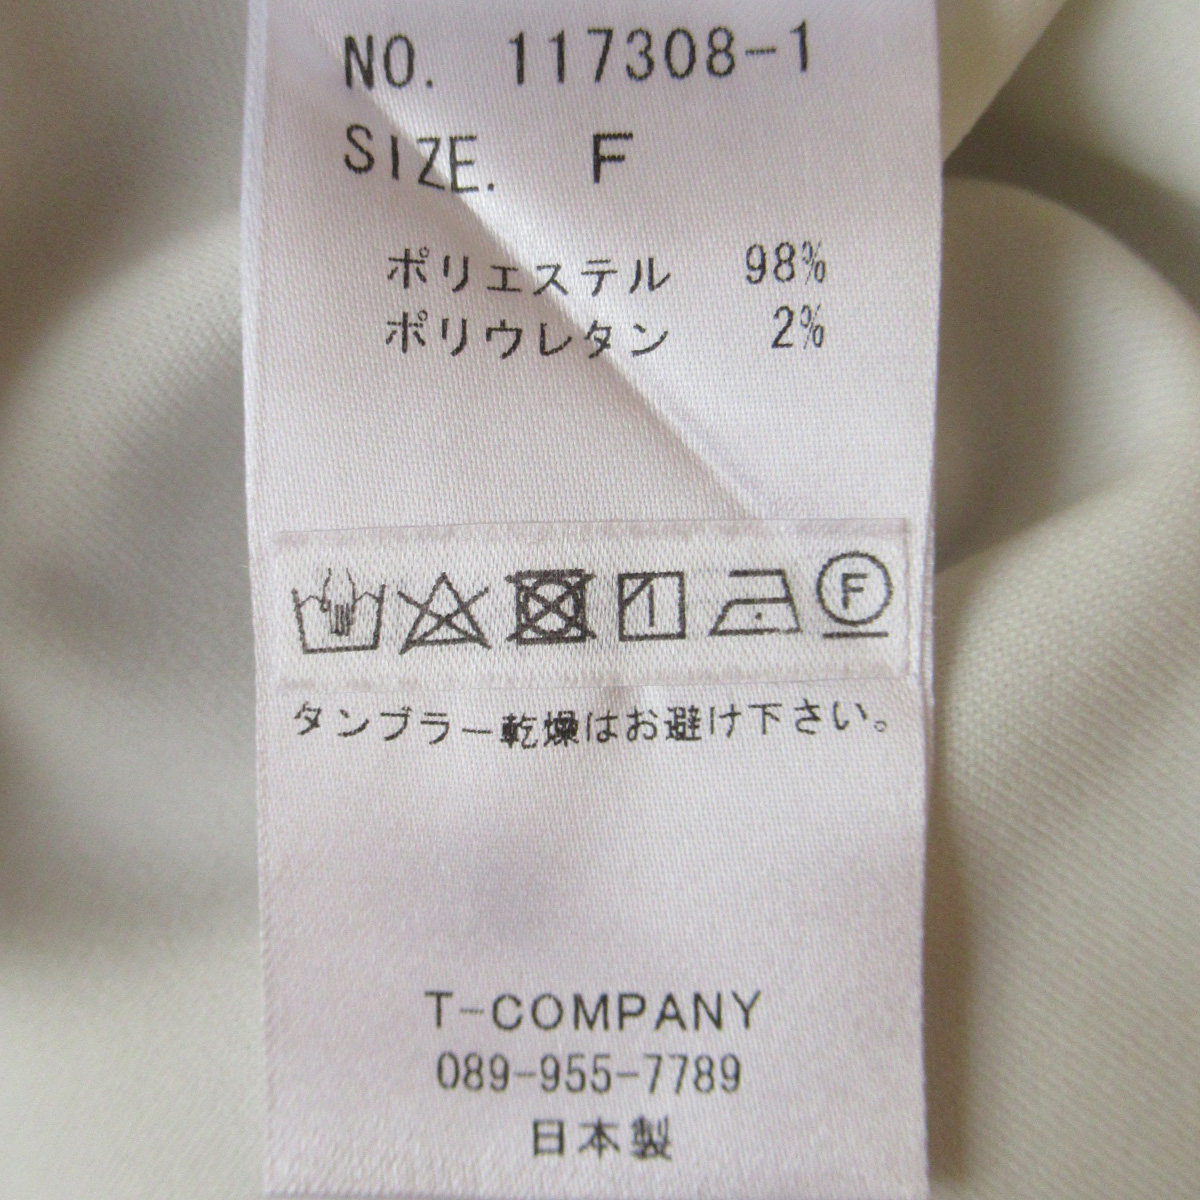 NO. 117308-1
SIZE. F
ポリエステル 98%
ポリウレタン 2%
F
タンブラー乾燥はお避け下さい。
T-COMPANY
089-955-7789
日本製